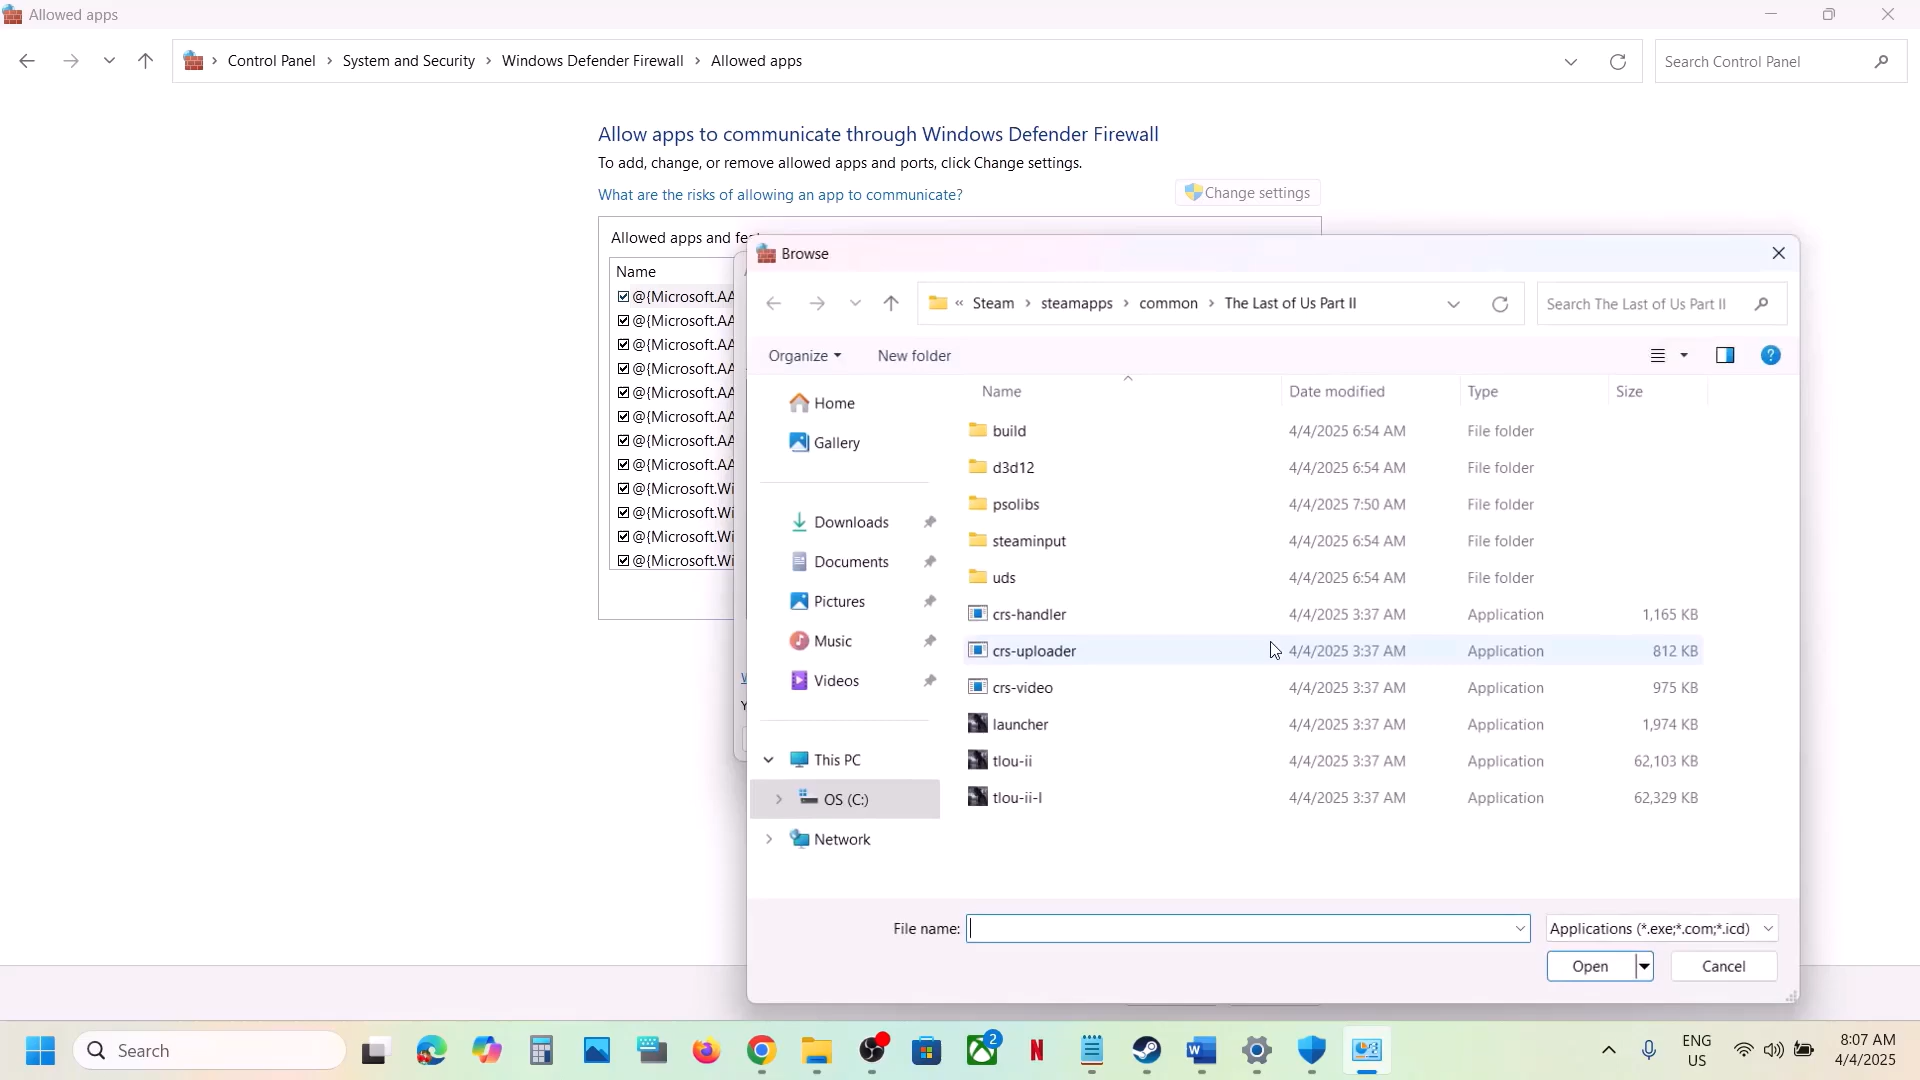 Allowed apps
Control Panel > System and Security > Windows Defender Firewall > Allowed apps
Search Control Panel
Allow apps to communicate through Windows Defender Firewall
To add, change, or remove allowed apps and ports, click Change settings.
What are the risks of allowing an app to communicate?
Change settings
Allowed apps and fea
Name
@{Microsoft.AA
@{Microsoft.AA
@{Microsoft.AA
@{Microsoft.AA
@{Microsoft.AA
@{Microsoft.AA
@{Microsoft.AA
@{Microsoft.AA
@{Microsoft.Wi
@{Microsoft.Wi
@{Microsoft.Wi
@{Microsoft.Wi
Browse
« Steam > steamapps > common > The Last of Us Part II
Search The Last of Us Part II
Organize
New folder
Home
Gallery
Downloads
Documents
Pictures
Music
Videos
This PC
OS (C:)
Network
Name Date modified Type Size
build 4/4/2025 6:54 AM File folder
d3d12 4/4/2025 6:54 AM File folder
psolibs 4/4/2025 7:50 AM File folder
steaminput 4/4/2025 6:54 AM File folder
uds 4/4/2025 6:54 AM File folder
crs-handler 4/4/2025 3:37 AM Application 1,165 KB
crs-uploader 4/4/2025 3:37 AM Application 812 KB
crs-video 4/4/2025 3:37 AM Application 975 KB
launcher 4/4/2025 3:37 AM Application 1,974 KB
tlou-ii 4/4/2025 3:37 AM Application 62,103 KB
tlou-ii-l 4/4/2025 3:37 AM Application 62,329 KB
File name:
Applications (*.exe;*.com;*.icd)
Open
Cancel
Search
2
ENG
US
8:07 AM
4/4/2025